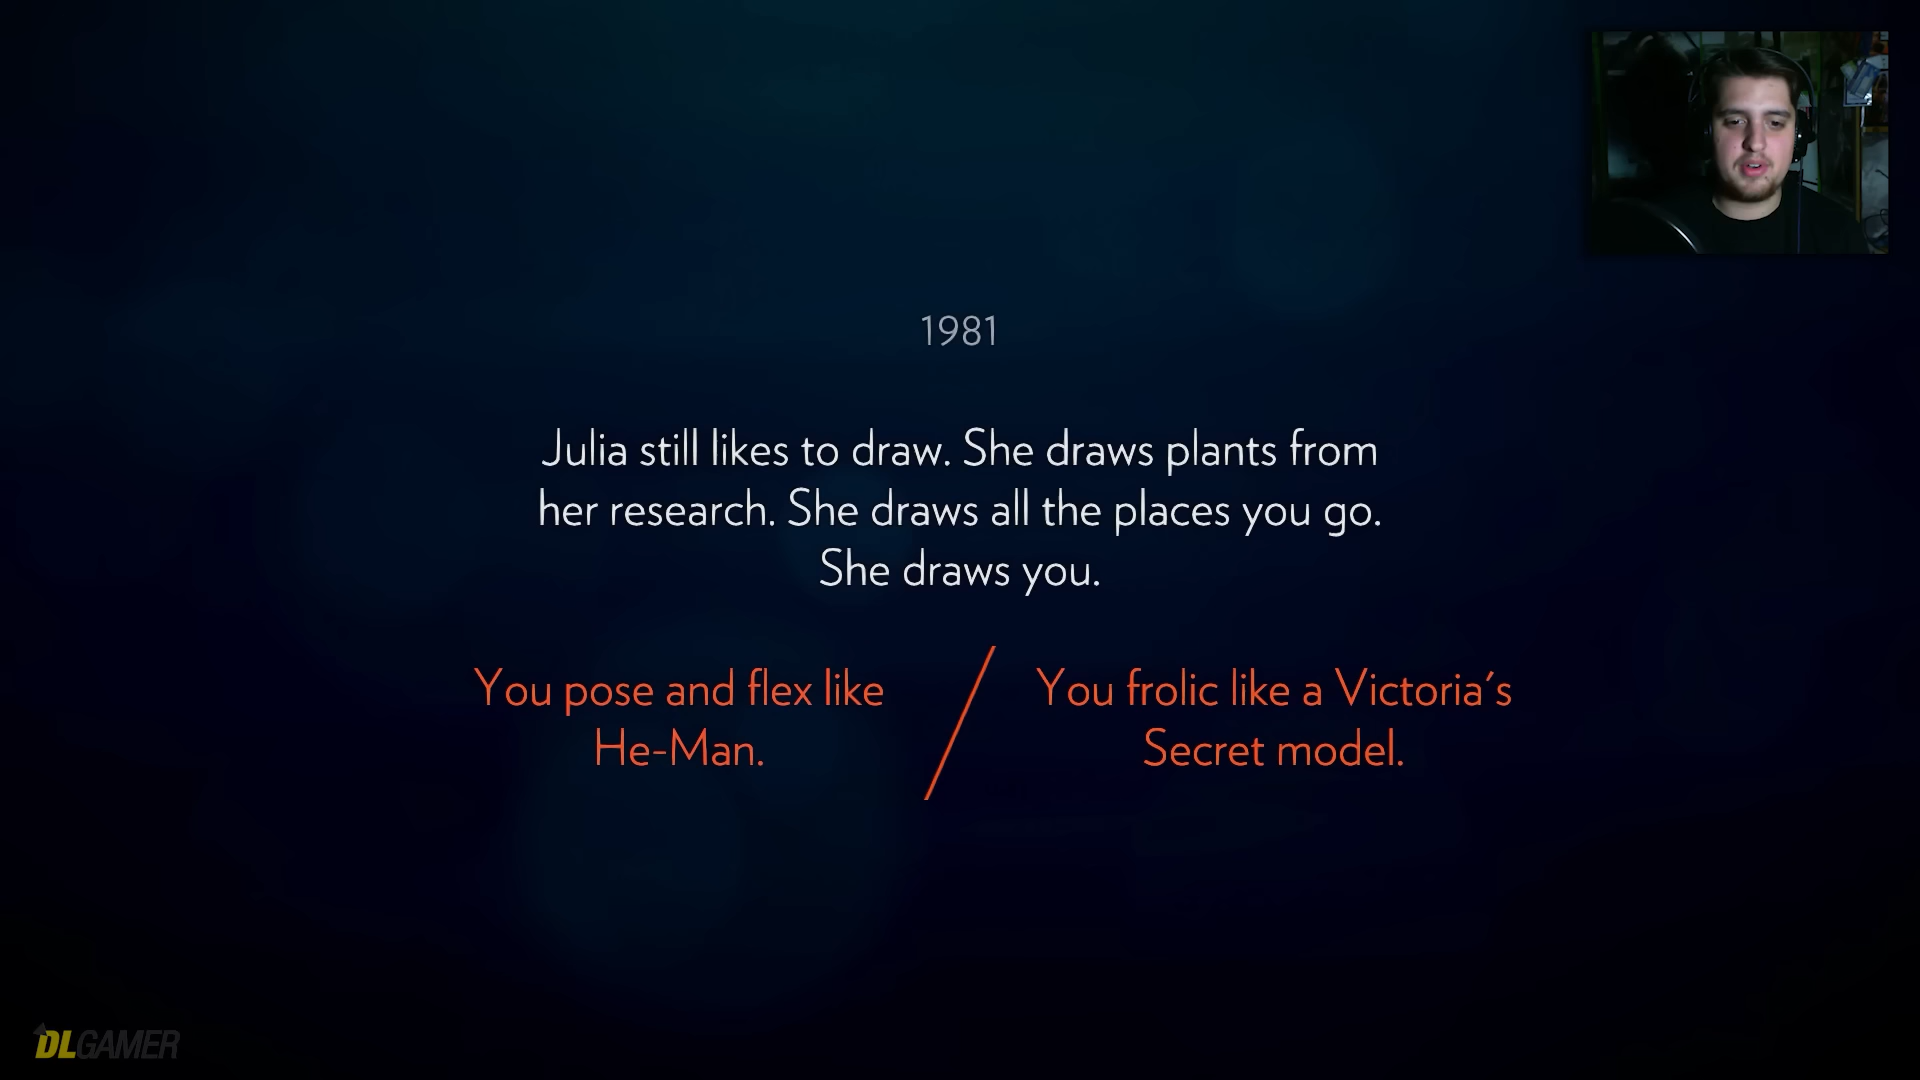 1981
Julia still likes to draw. She draws plants from
her research. She draws all the places you go.
She draws you.
You pose and flex like
He-Man.
You frolic like a Victoria's
Secret model.
DLGAMER